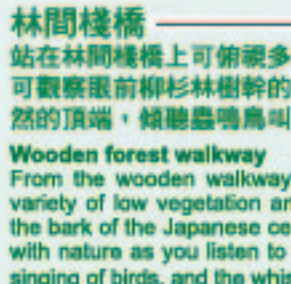 林間棧橋
站在林間棧橋上可俯視多
可觀察眼前柳杉林樹幹的
然的頂端，傾聽蟲鳴鳥叫
Wooden forest walkway
From the wooden walkway
variety of low vegetation an
the bark of the Japanese ce
with nature as you listen to
singing of birds, and the whis